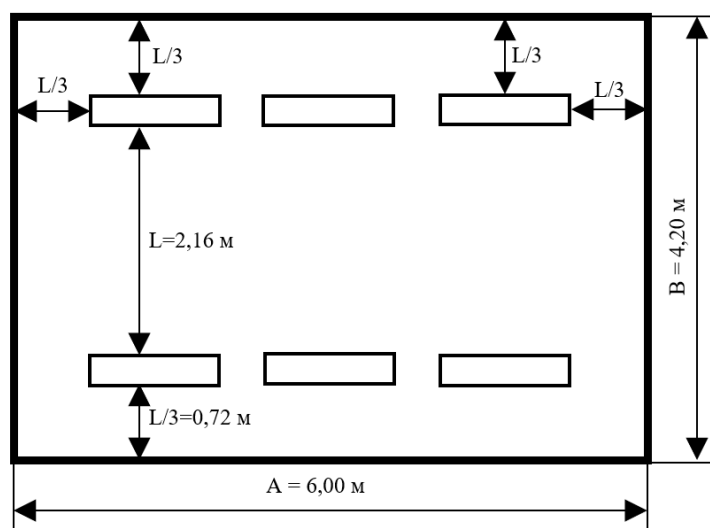 L/3
L/3
L/3
L/3
L=2,16 м
B = 4,20 м
L/3=0,72 м
A = 6,00 м